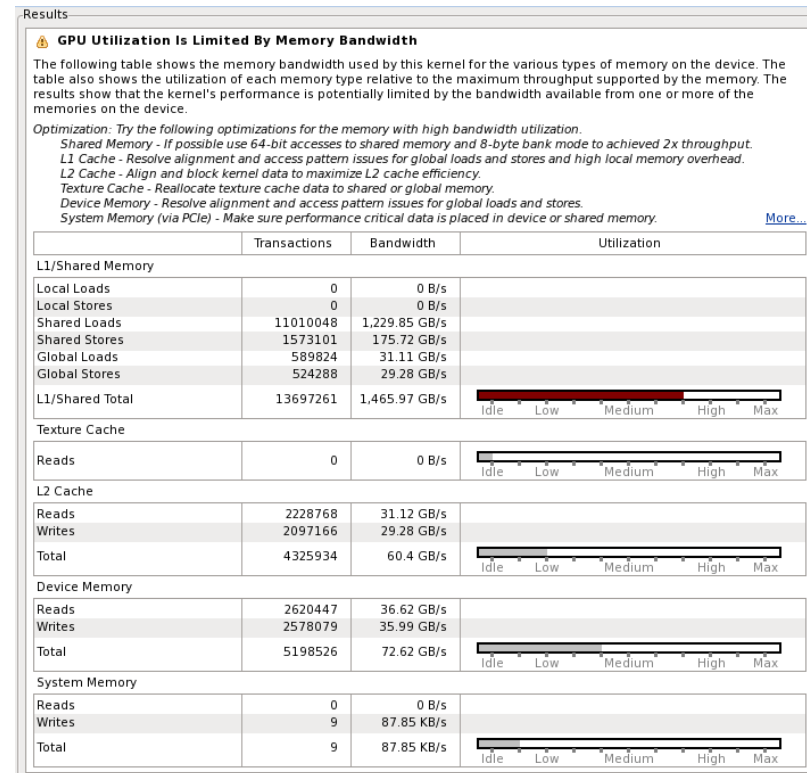 Results
GPU Utilization Is Limited By Memory Bandwidth
The following table shows the memory bandwidth used by this kernel for the various types of memory on the device. The
table also shows the utilization of each memory type relative to the maximum throughput supported by the memory. The
results show that the kernel's performance is potentially limited by the bandwidth available from one or more of the
memories on the device.
Optimization: Try the following optimizations for the memory with high bandwidth utilization.
Shared Memory - If possible use 64-bit accesses to shared memory and 8-byte bank mode to achieved 2x throughput.
L1 Cache - Resolve alignment and access pattern issues for global loads and stores and high local memory overhead.
L2 Cache - Align and block kernel data to maximize L2 cache efficiency.
Texture Cache - Reallocate texture cache data to shared or global memory.
Device Memory - Resolve alignment and access pattern issues for global loads and stores.
System Memory (via PCIe) - Make sure performance critical data is placed in device or shared memory. More...
Transactions Bandwidth Utilization
L1/Shared Memory
Local Loads 0 0 B/s
Local Stores 0 0 B/s
Shared Loads 11010048 1,229.85 GB/s
Shared Stores 1573101 175.72 GB/s
Global Loads 589824 31.11 GB/s
Global Stores 524288 29.28 GB/s
L1/Shared Total 13697261 1,465.97 GB/s
Idle Low Medium High Max
Texture Cache
Reads 0 0 B/s
Idle Low Medium High Max
L2 Cache
Reads 2228768 31.12 GB/s
Writes 2097166 29.28 GB/s
Total 4325934 60.4 GB/s
Idle Low Medium High Max
Device Memory
Reads 2620447 36.62 GB/s
Writes 2578079 35.99 GB/s
Total 5198526 72.62 GB/s
Idle Low Medium High Max
System Memory
Reads 0 0 B/s
Writes 9 87.85 KB/s
Total 9 87.85 KB/s
Idle Low Medium High Max